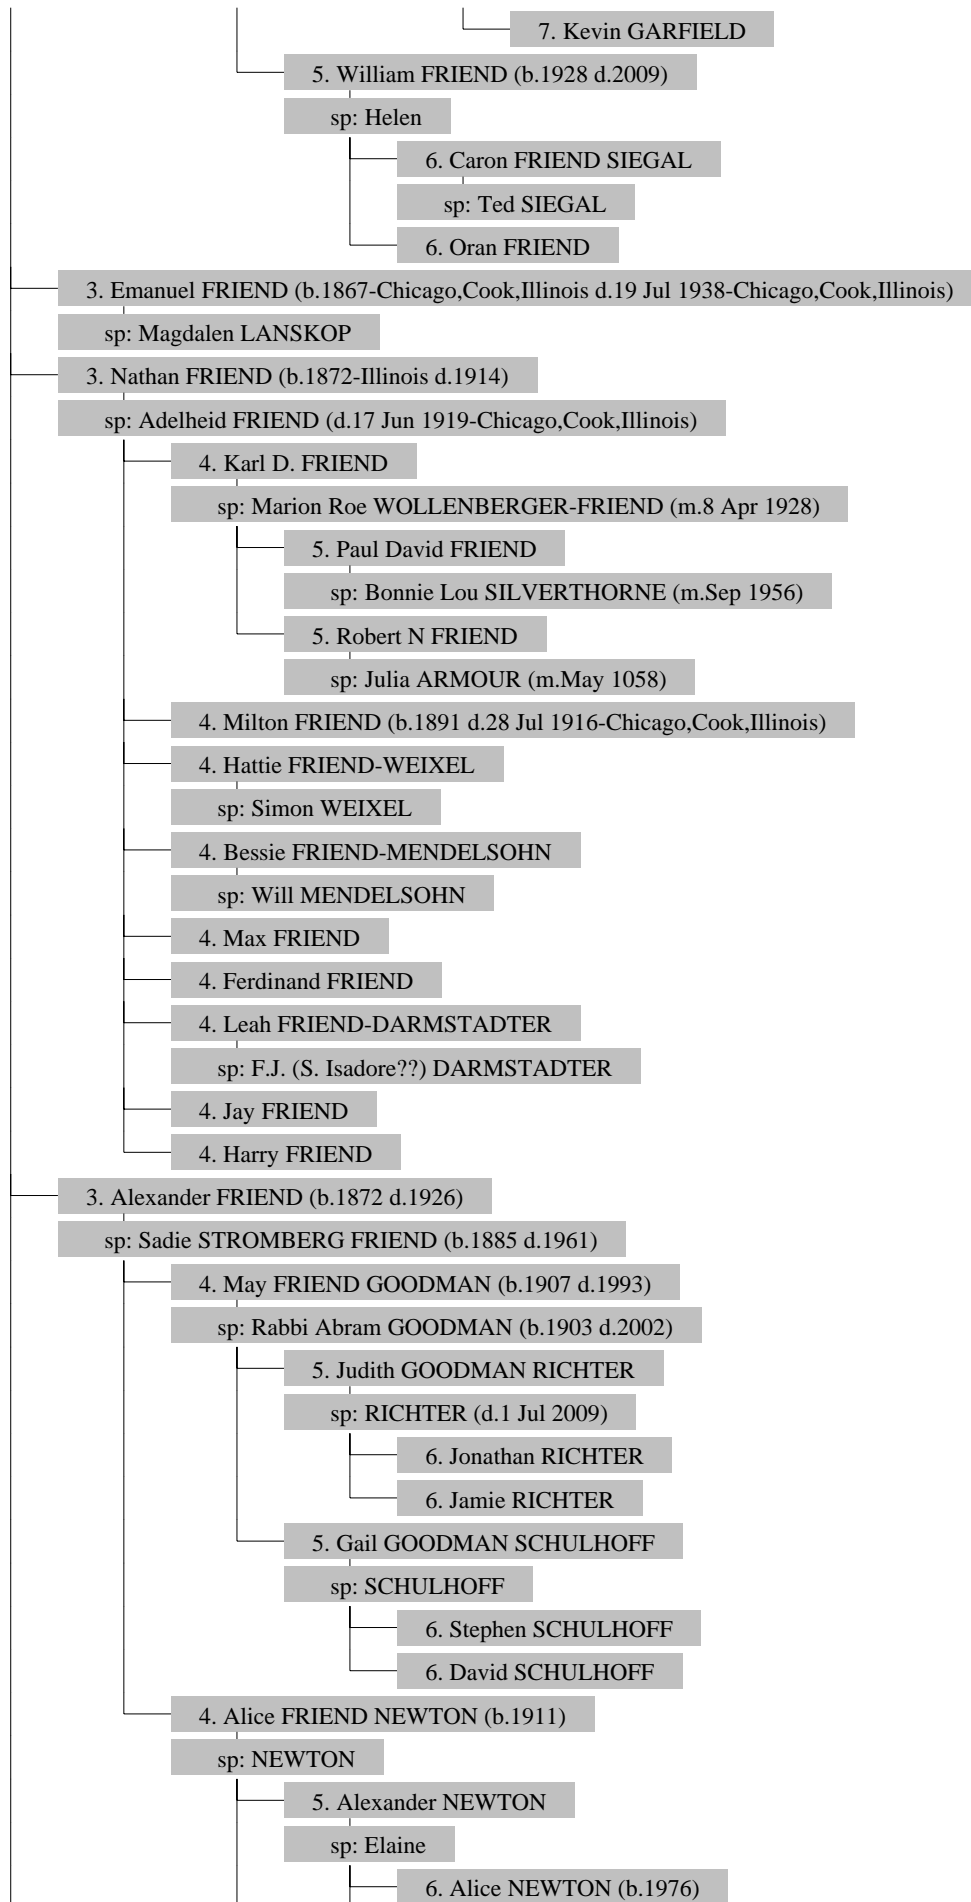 7. Kevin GARFIELD
5. William FRIEND (b.1928 d.2009)
sp: Helen
6. Caron FRIEND SIEGAL
sp: Ted SIEGAL
6. Oran FRIEND
3. Emanuel FRIEND (b.1867-Chicago,Cook,Illinois d.19 Jul 1938-Chicago,Cook,Illinois)
sp: Magdalen LANSKOP
3. Nathan FRIEND (b.1872-Illinois d.1914)
sp: Adelheid FRIEND (d.17 Jun 1919-Chicago,Cook,Illinois)
4. Karl D. FRIEND
sp: Marion Roe WOLLENBERGER-FRIEND (m.8 Apr 1928)
5. Paul David FRIEND
sp: Bonnie Lou SILVERTHORNE (m.Sep 1956)
5. Robert N FRIEND
sp: Julia ARMOUR (m.May 1058)
4. Milton FRIEND (b.1891 d.28 Jul 1916-Chicago,Cook,Illinois)
4. Hattie FRIEND-WEIXEL
sp: Simon WEIXEL
4. Bessie FRIEND-MENDELSOHN
sp: Will MENDELSOHN
4. Max FRIEND
4. Ferdinand FRIEND
4. Leah FRIEND-DARMSTADTER
sp: F.J. (S. Isadore??) DARMSTADTER
4. Jay FRIEND
4. Harry FRIEND
3. Alexander FRIEND (b.1872 d.1926)
sp: Sadie STROMBERG FRIEND (b.1885 d.1961)
4. May FRIEND GOODMAN (b.1907 d.1993)
sp: Rabbi Abram GOODMAN (b.1903 d.2002)
5. Judith GOODMAN RICHTER
sp: RICHTER (d.1 Jul 2009)
6. Jonathan RICHTER
6. Jamie RICHTER
5. Gail GOODMAN SCHULHOFF
sp: SCHULHOFF
6. Stephen SCHULHOFF
6. David SCHULHOFF
4. Alice FRIEND NEWTON (b.1911)
sp: NEWTON
5. Alexander NEWTON
sp: Elaine
6. Alice NEWTON (b.1976)